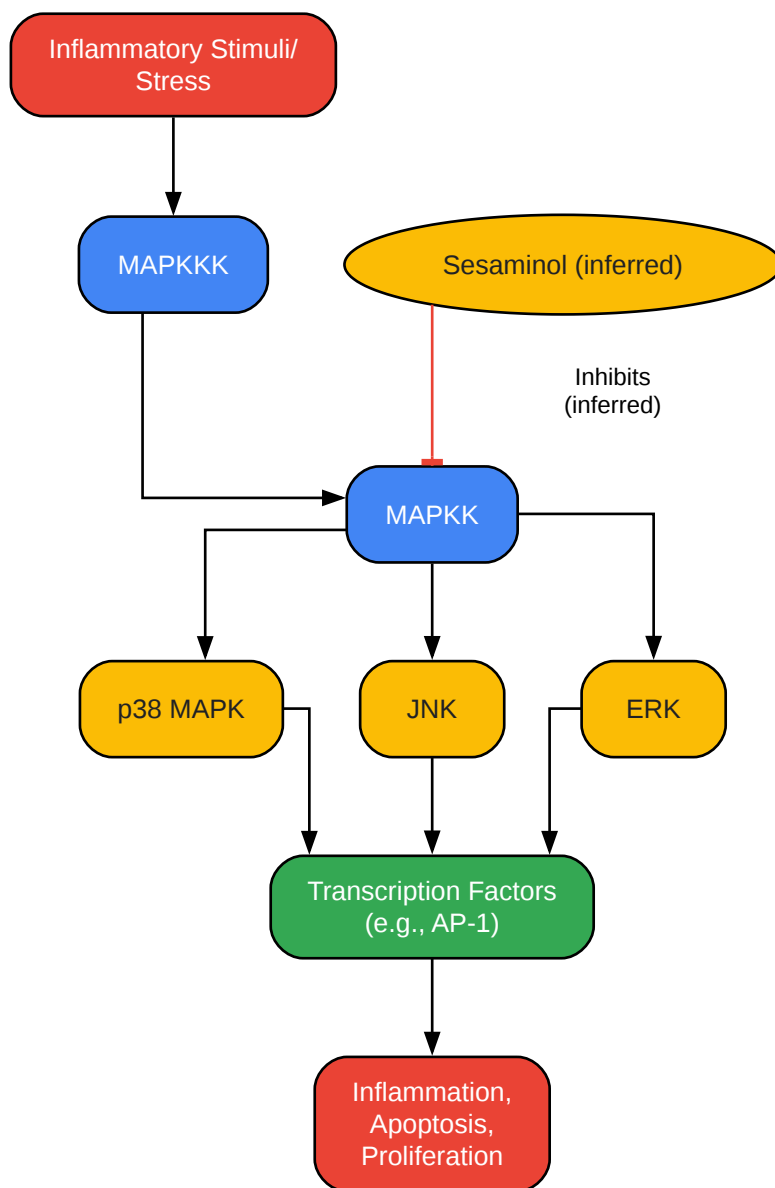 Inflammatory Stimuli/
Stress
MAPKKK
Sesaminol (inferred)
Inhibits
(inferred)
MAPKK
p38 MAPK
JNK
ERK
Transcription Factors
(e.g., AP-1)
Inflammation,
Apoptosis,
Proliferation